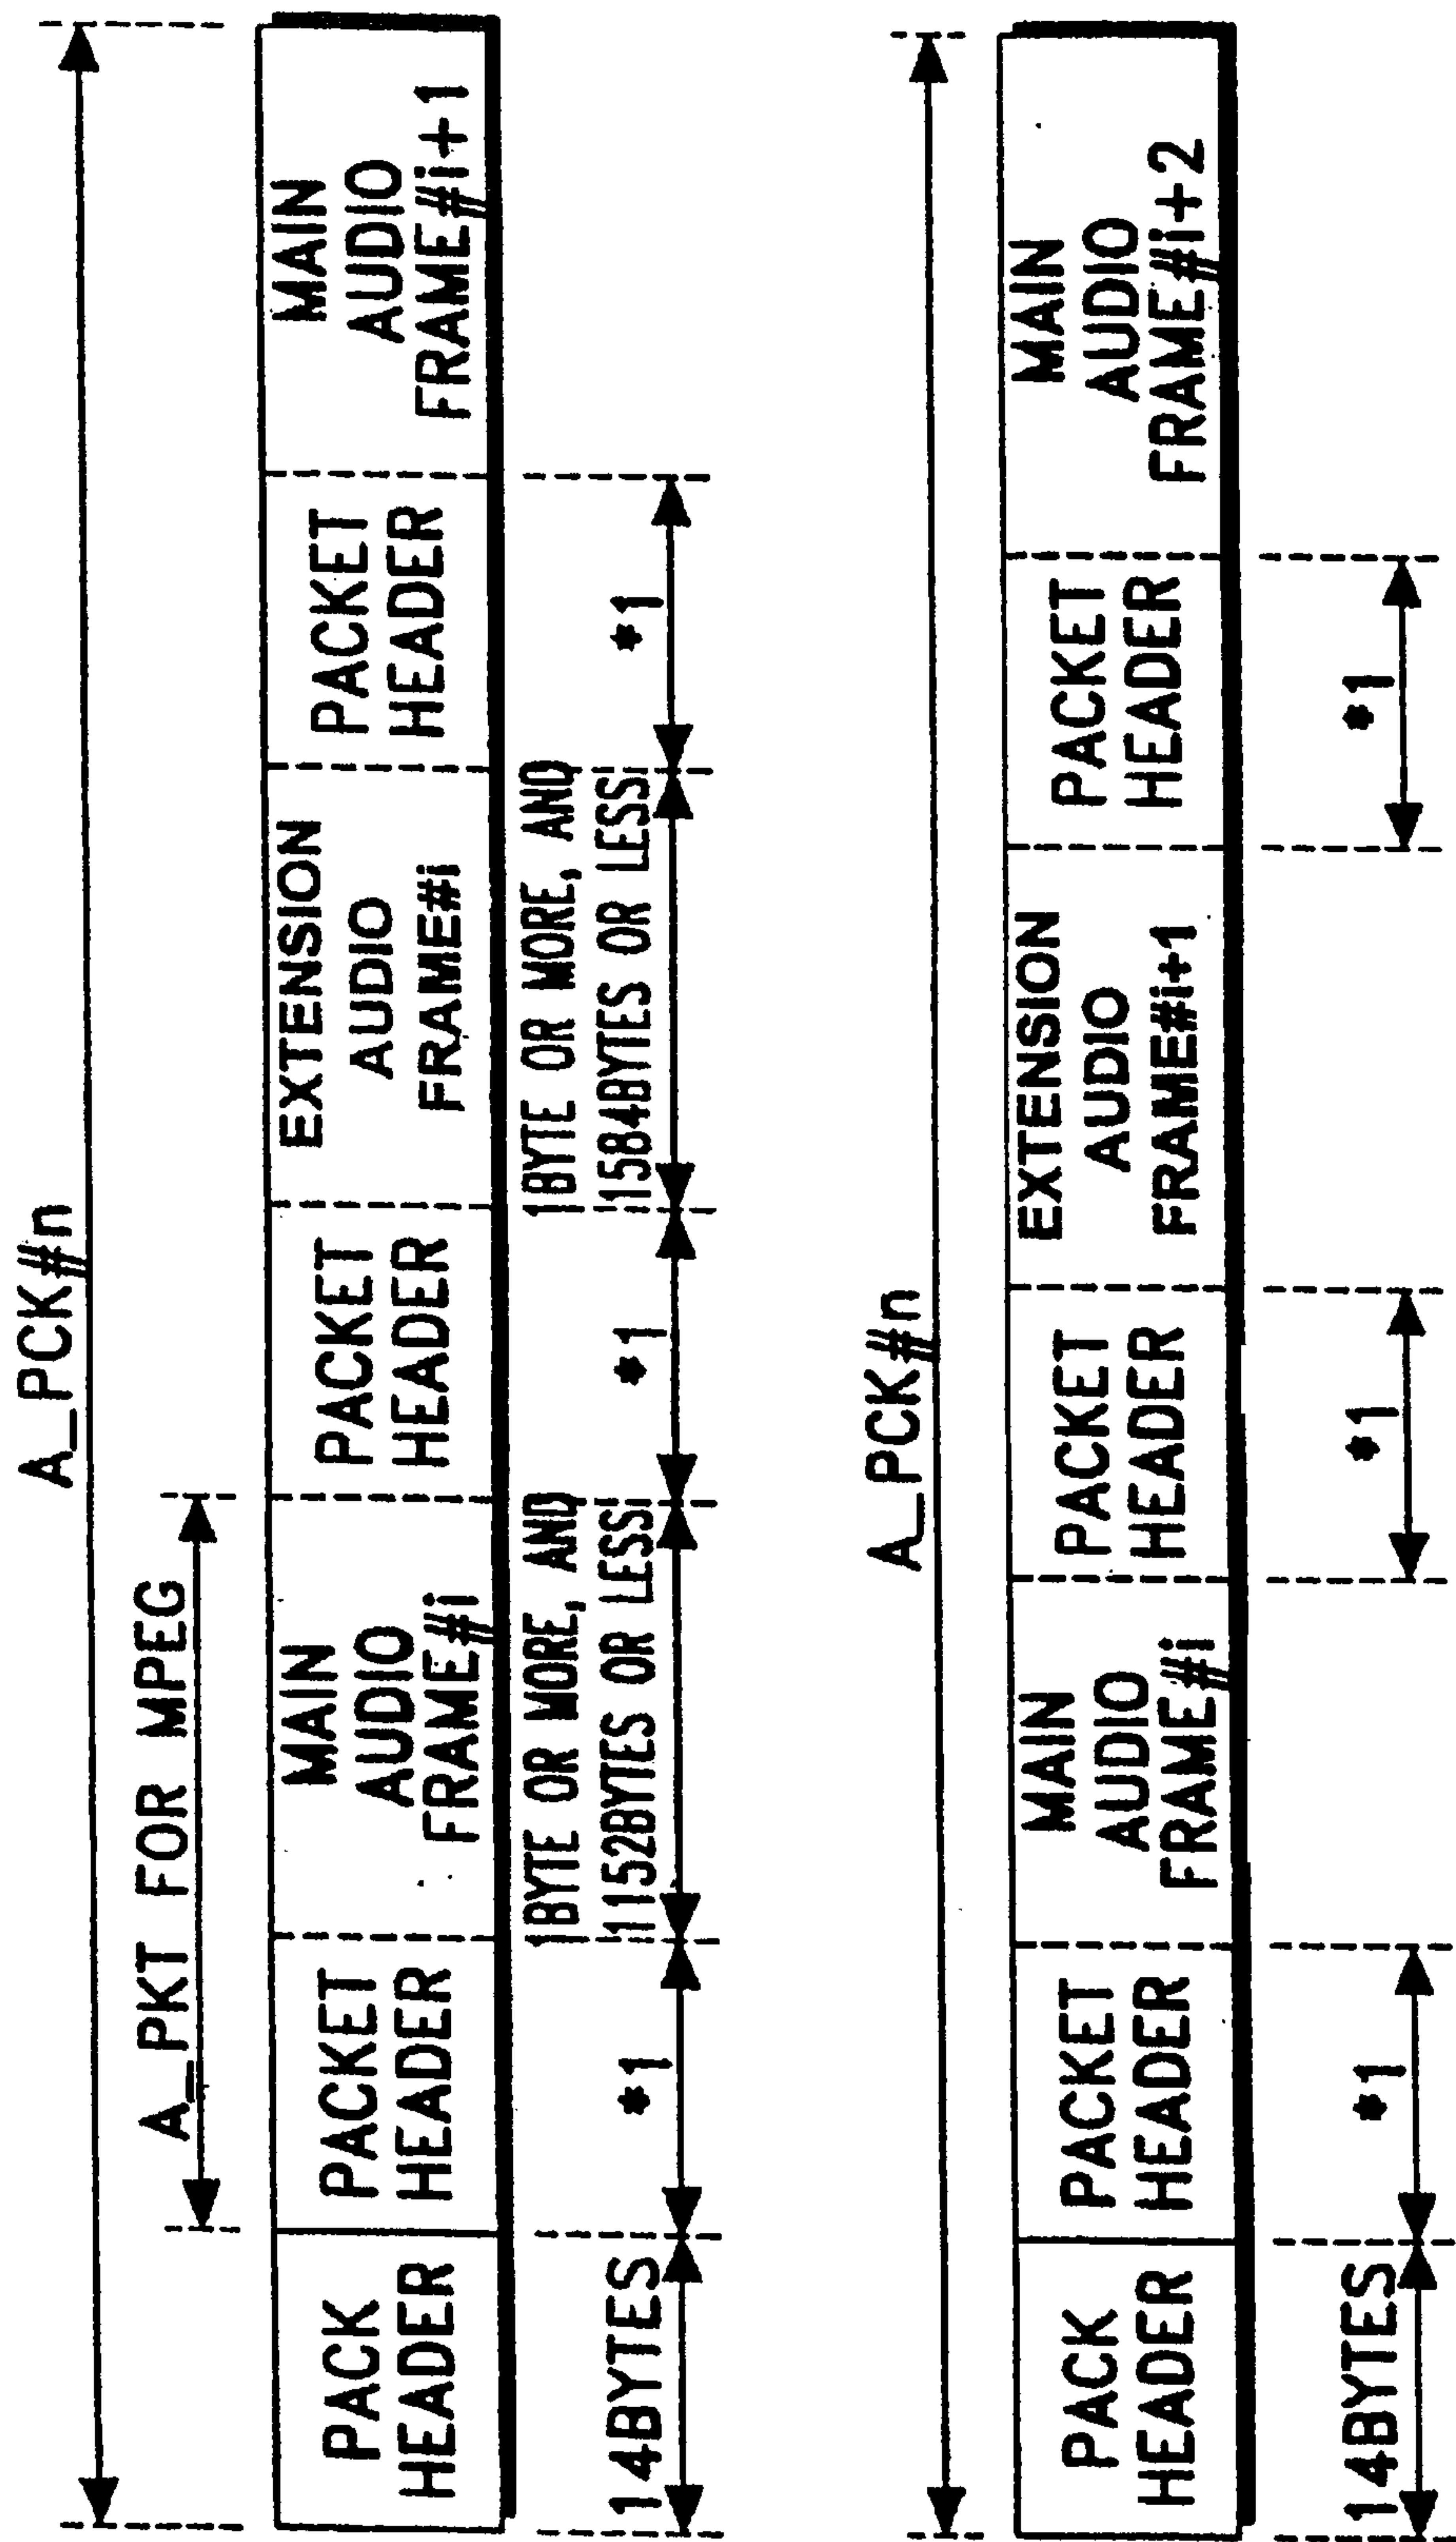 A_PCK#n
A_PKT FOR MPEG
PACK
HEADER
PACKET
HEADER
MAIN
AUDIO
FRAME#i
PACKET
HEADER
EXTENSION
AUDIO
FRAME#i
PACKET
HEADER
MAIN
AUDIO
FRAME#i+1
14BYTES
*1
1BYTE OR MORE, AND
1152BYTES OR LESS
*1
1BYTE OR MORE, AND
1584BYTES OR LESS
*1
A_PCK#n
PACK
HEADER
PACKET
HEADER
MAIN
AUDIO
FRAME#i
PACKET
HEADER
EXTENSION
AUDIO
FRAME#i+1
PACKET
HEADER
MAIN
AUDIO
FRAME#i+2
14BYTES
*1
*1
*1